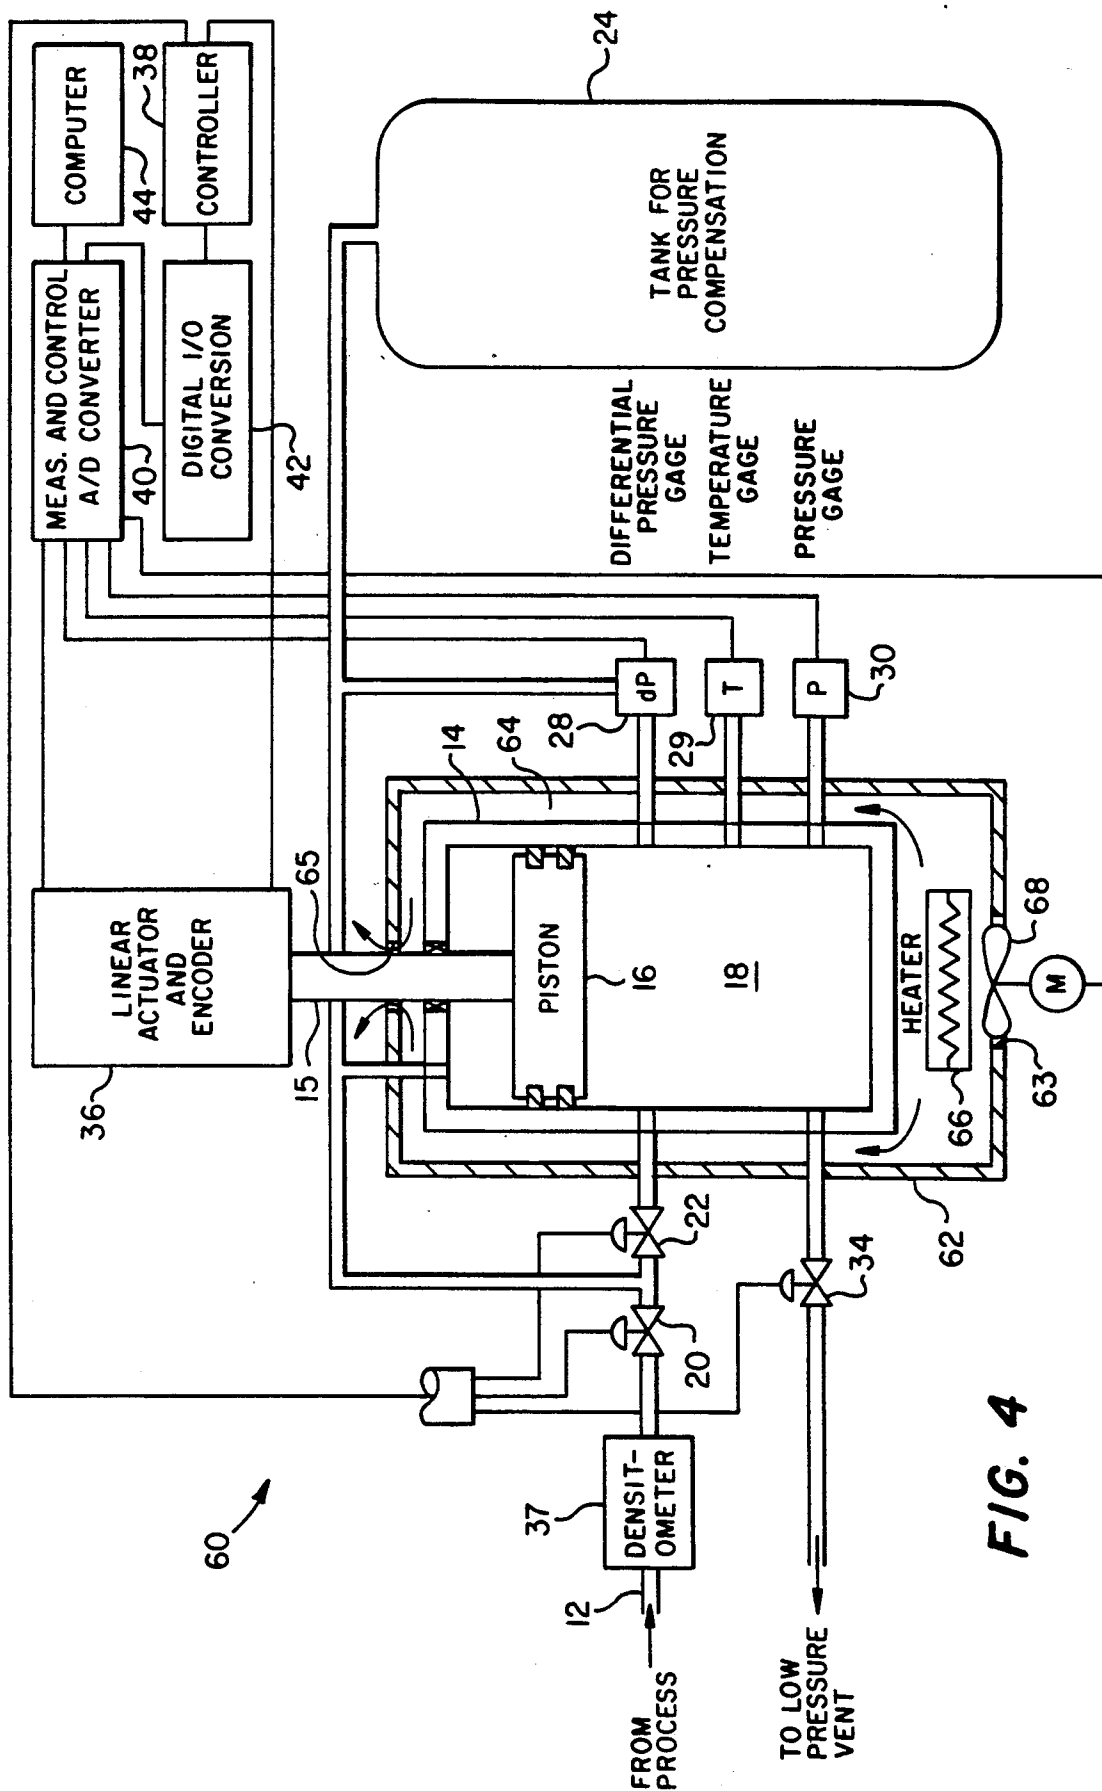 60
36
LINEAR
ACTUATOR
AND
ENCODER
15
65
MEAS. AND CONTROL
A/D CONVERTER
40
COMPUTER
44
38
DIGITAL I/O
CONVERSION
42
CONTROLLER
24
TANK FOR
PRESSURE
COMPENSATION
14
64
PISTON
16
18
28
dP
DIFFERENTIAL
PRESSURE
GAGE
29
T
TEMPERATURE
GAGE
30
P
PRESSURE
GAGE
FROM
PROCESS
12
37
DENSIT-
OMETER
20
22
34
TO LOW
PRESSURE
VENT
62
HEATER
66
63
68
M
FIG. 4